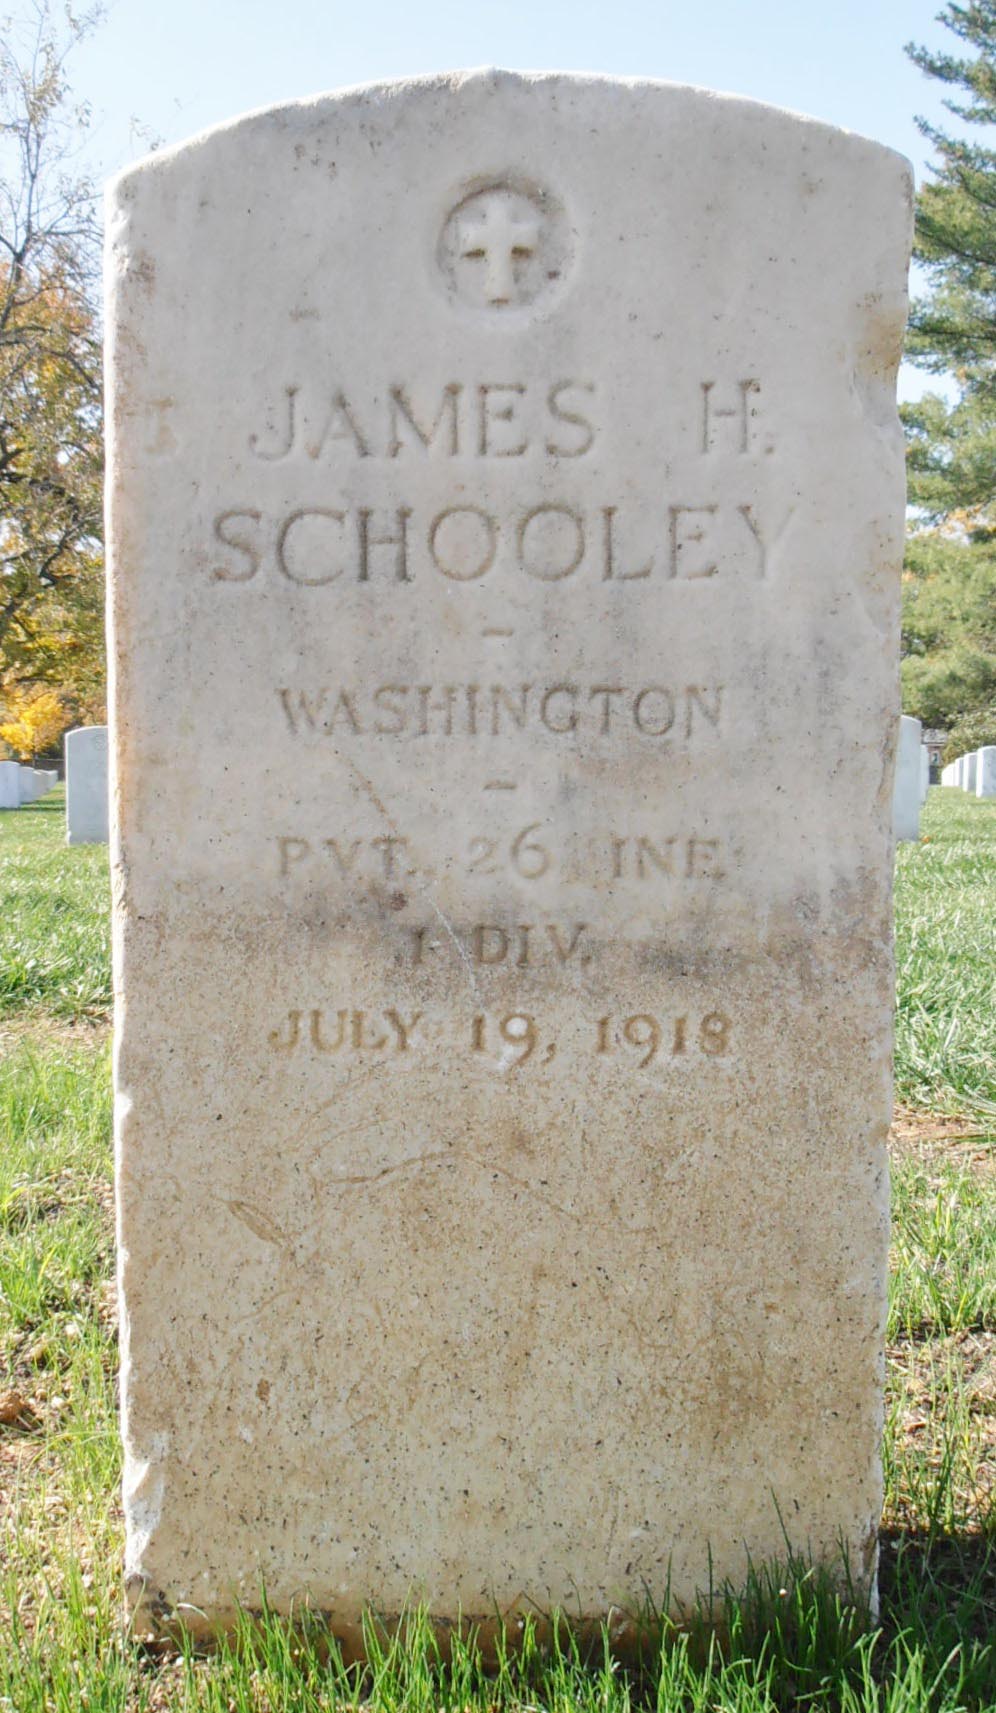 JAMES H.
SCHOOLEY
-
WASHINGTON
-
PVT. 26 INF.
1 DIV.
JULY 19, 1918